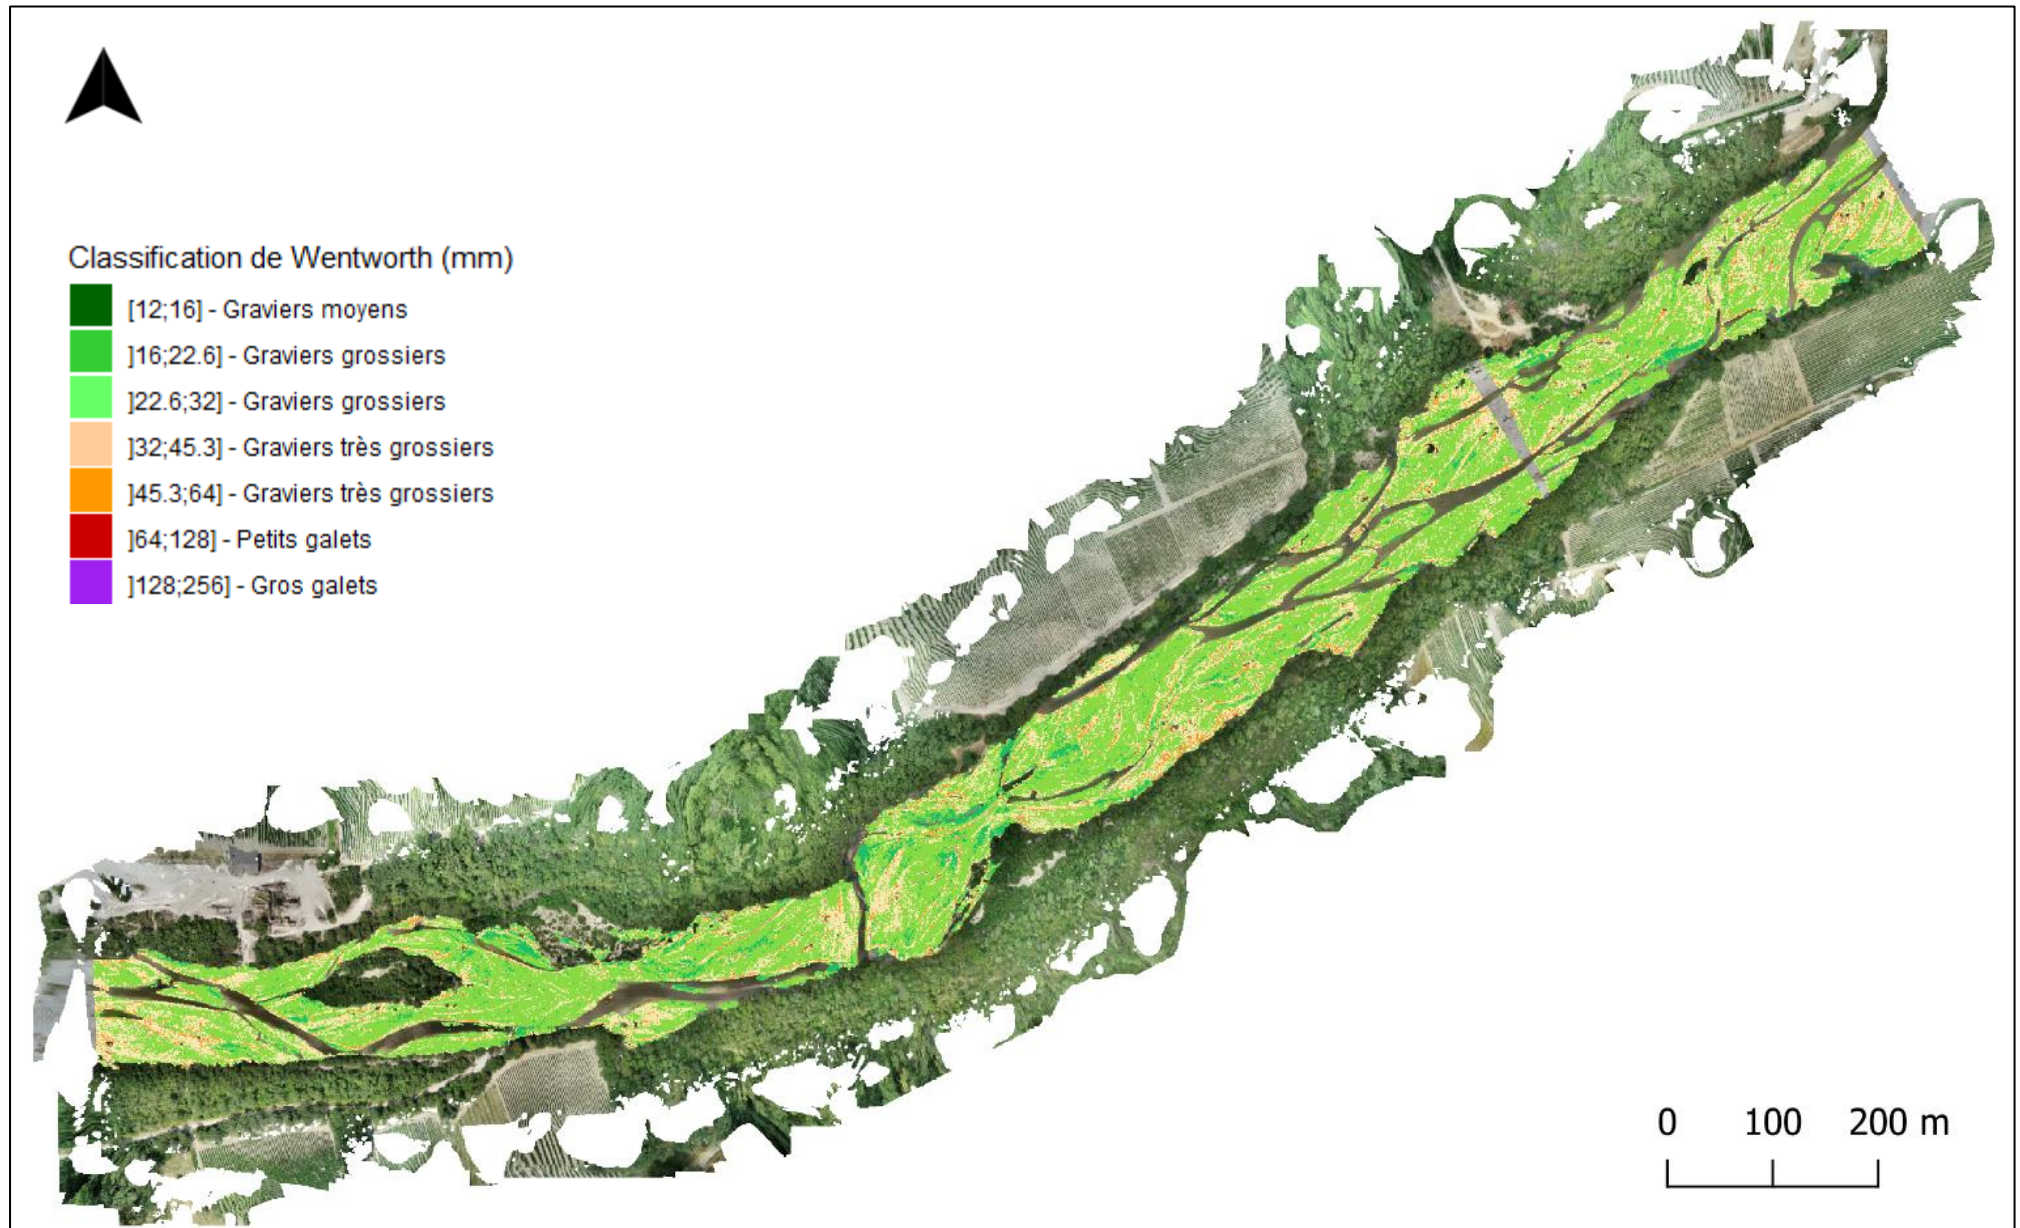 Classification de Wentworth (mm)
[12;16] - Graviers moyens
]16;22.6] - Graviers grossiers
]22.6;32] - Graviers grossiers
]32;45.3] - Graviers très grossiers
]45.3;64] - Graviers très grossiers
]64;128] - Petits galets
]128;256] - Gros galets
0 100 200 m